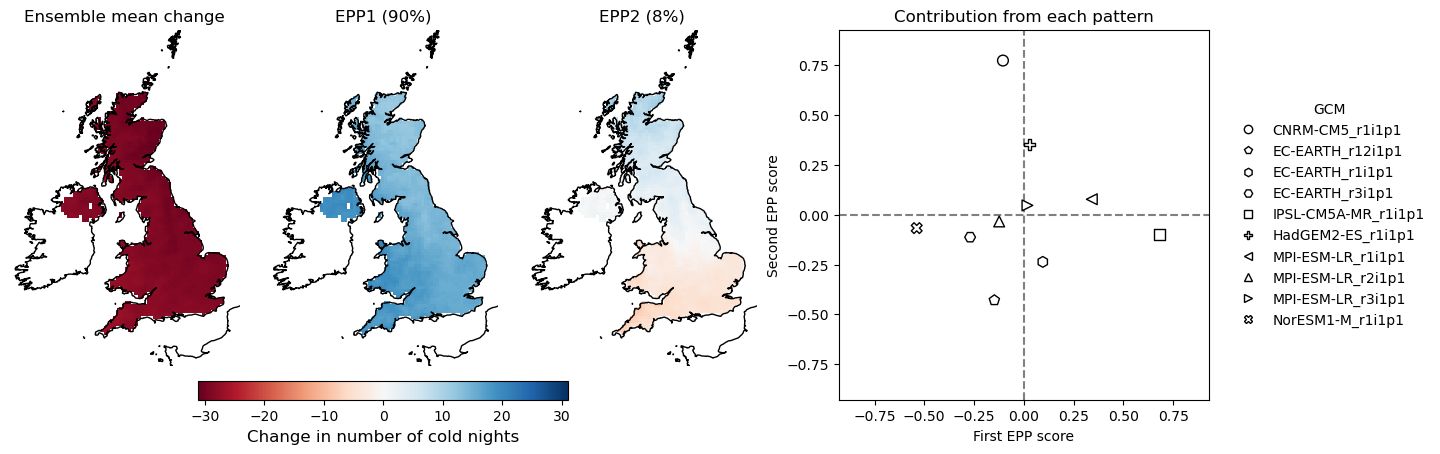 Ensemble mean change
EPP1 (90%)
EPP2 (8%)
Contribution from each pattern
−30 −20 −10 0 10 20 30
Change in number of cold nights
Second EPP score
0.75
0.50
0.25
0.00
−0.25
−0.50
−0.75
−0.75 −0.50 −0.25 0.00 0.25 0.50 0.75
First EPP score
GCM
CNRM-CM5_r1i1p1
EC-EARTH_r12i1p1
EC-EARTH_r1i1p1
EC-EARTH_r3i1p1
IPSL-CM5A-MR_r1i1p1
HadGEM2-ES_r1i1p1
MPI-ESM-LR_r1i1p1
MPI-ESM-LR_r2i1p1
MPI-ESM-LR_r3i1p1
NorESM1-M_r1i1p1